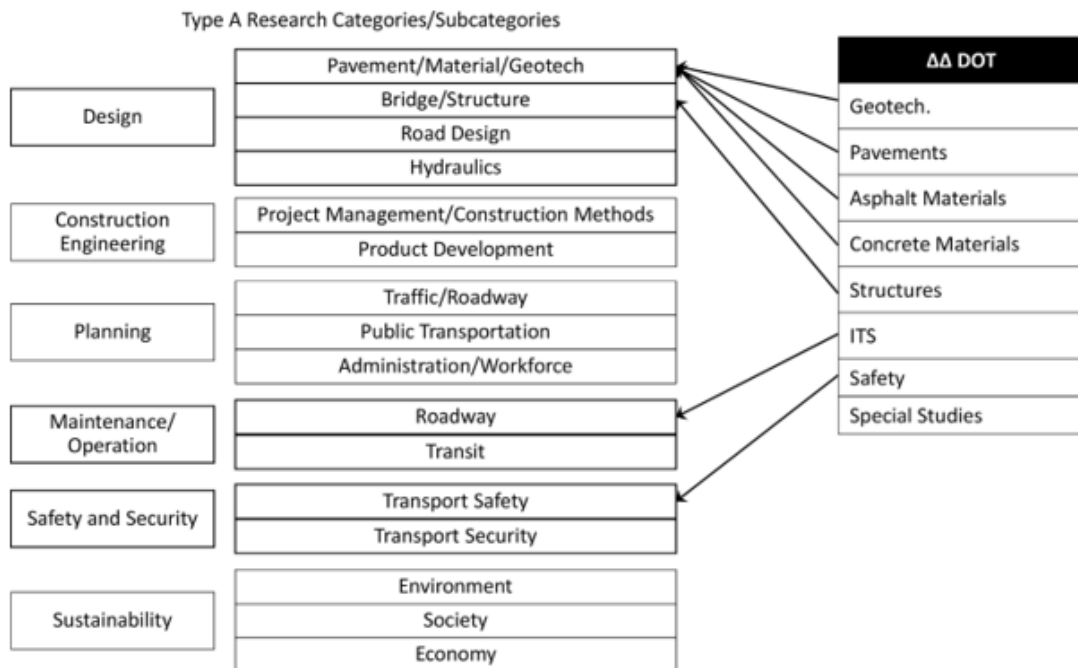 Type A Research Categories/Subcategories
Design
Pavement/Material/Geotech
Bridge/Structure
Road Design
Hydraulics
Construction
Engineering
Project Management/Construction Methods
Product Development
Planning
Traffic/Roadway
Public Transportation
Administration/Workforce
Maintenance/
Operation
Roadway
Transit
Safety and Security
Transport Safety
Transport Security
Sustainability
Environment
Society
Economy
ΔΔ DOT
Geotech.
Pavements
Asphalt Materials
Concrete Materials
Structures
ITS
Safety
Special Studies